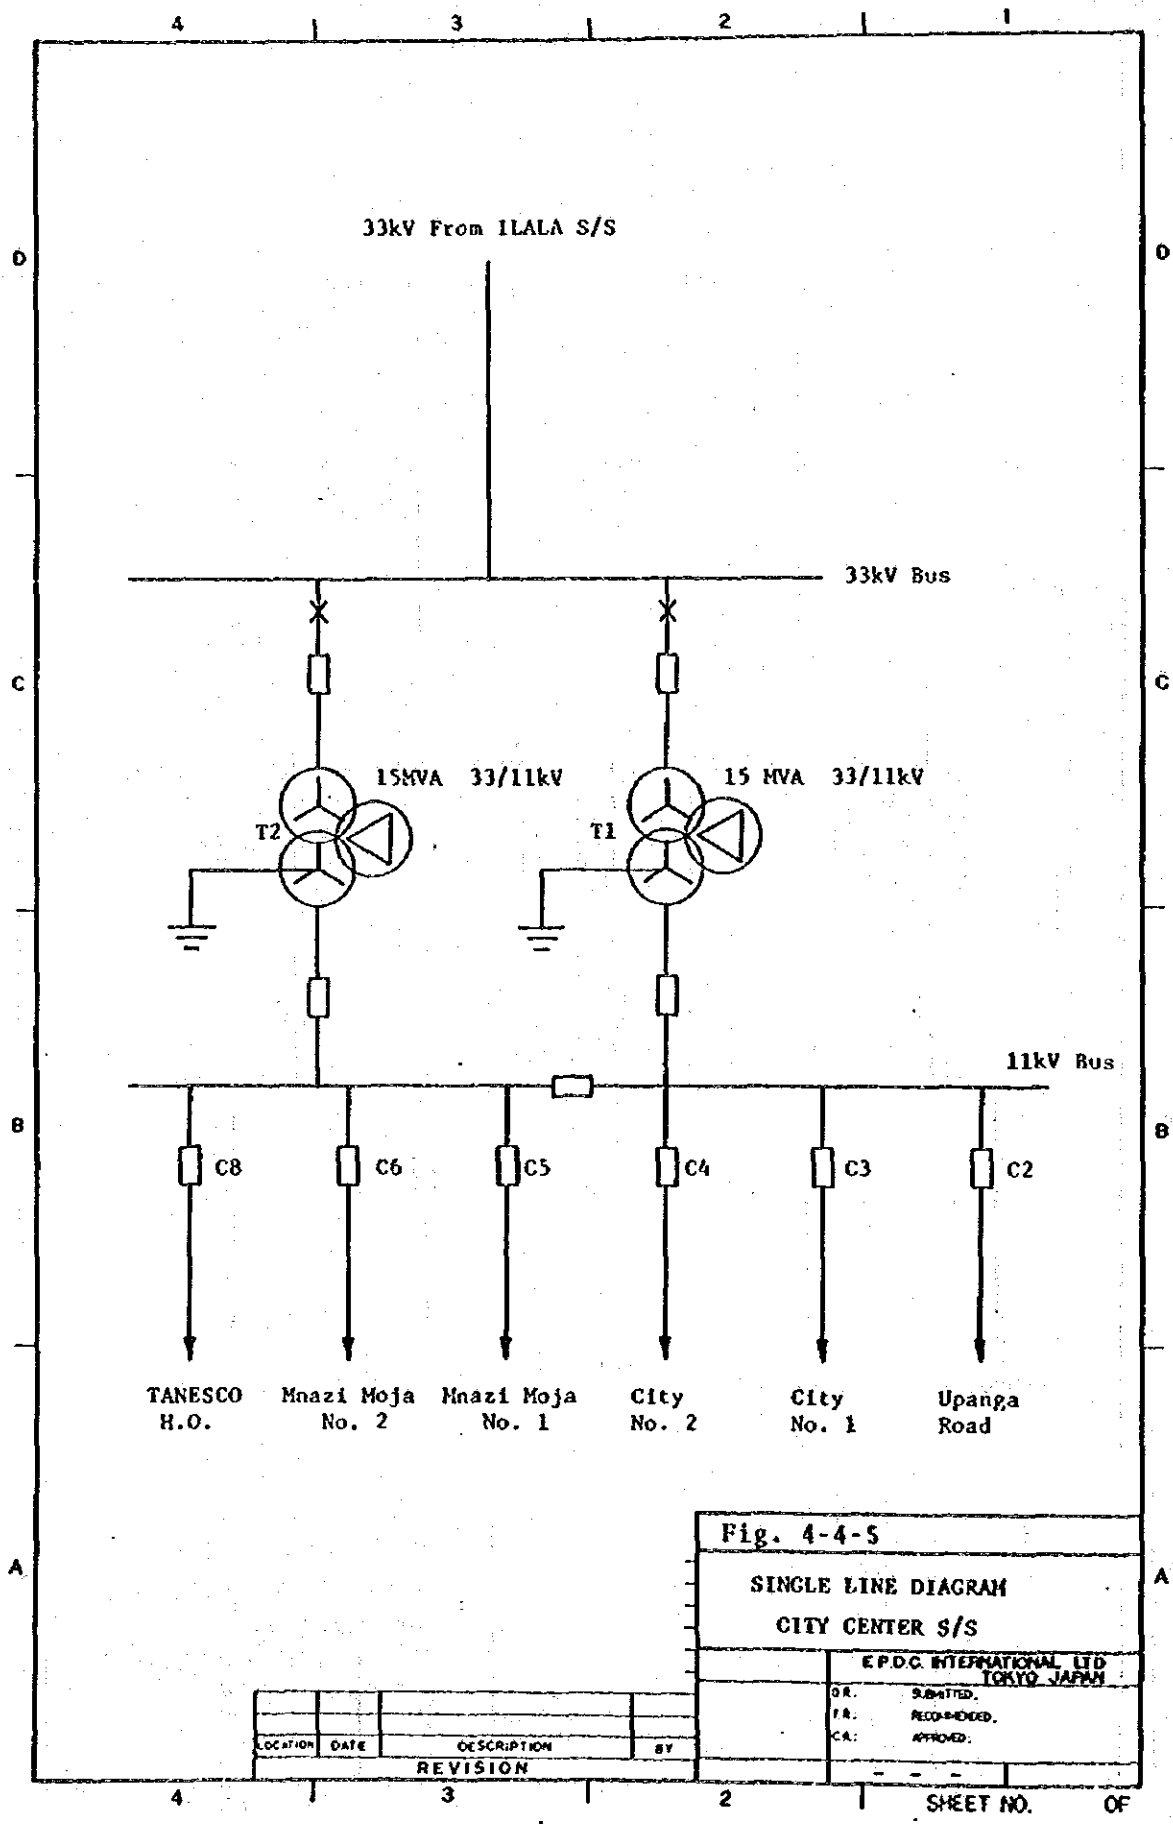 4 3 2 1
33kV From ILALA S/S
D D
33kV Bus
C C
15MVA 33/11kV 15 MVA 33/11kV
T2 T1
11kV Bus
B B
C8 C6 C5 C4 C3 C2
TANESCO Mnazi Moja Mnazi Moja City City Upanga
H.O. No. 2 No. 1 No. 2 No. 1 Road
Fig. 4-4-5
A A
SINGLE LINE DIAGRAM
CITY CENTER S/S
E.P.D.C. INTERNATIONAL LTD
TOKYO JAPAN
DR.: SUBMITTED.
RECOMMENDED.
APPROVED:
LOCATION DATE DESCRIPTION BY
REVISION
4 3 2 SHEET NO. OF